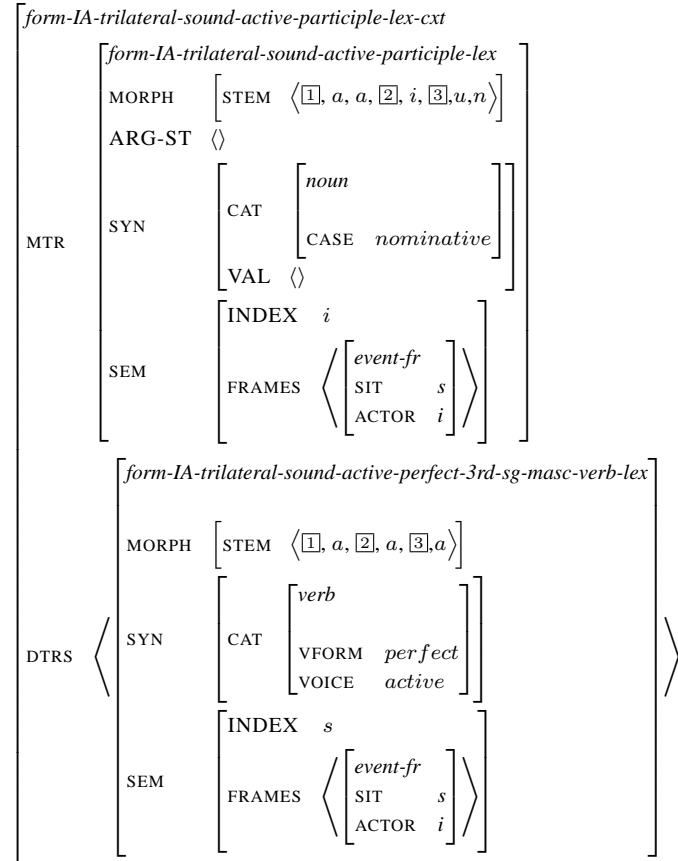 form-IA-trilateral-sound-active-participle-lex-cxt
form-IA-trilateral-sound-active-participle-lex
MORPH [STEM ⟨1, a, a, 2, i, 3,u,n⟩]
ARG-ST ⟨⟩
noun
SYN CAT
CASE nominative
MTR
VAL ⟨⟩
INDEX i
event-fr
SEM FRAMES ⟨SIT s⟩
ACTOR i
form-IA-trilateral-sound-active-perfect-3rd-sg-masc-verb-lex
MORPH [STEM ⟨1, a, 2, a, 3,a⟩]
verb
SYN CAT
VFORM perfect
VOICE active
DTRS
INDEX s
event-fr
SEM FRAMES ⟨SIT s⟩
ACTOR i